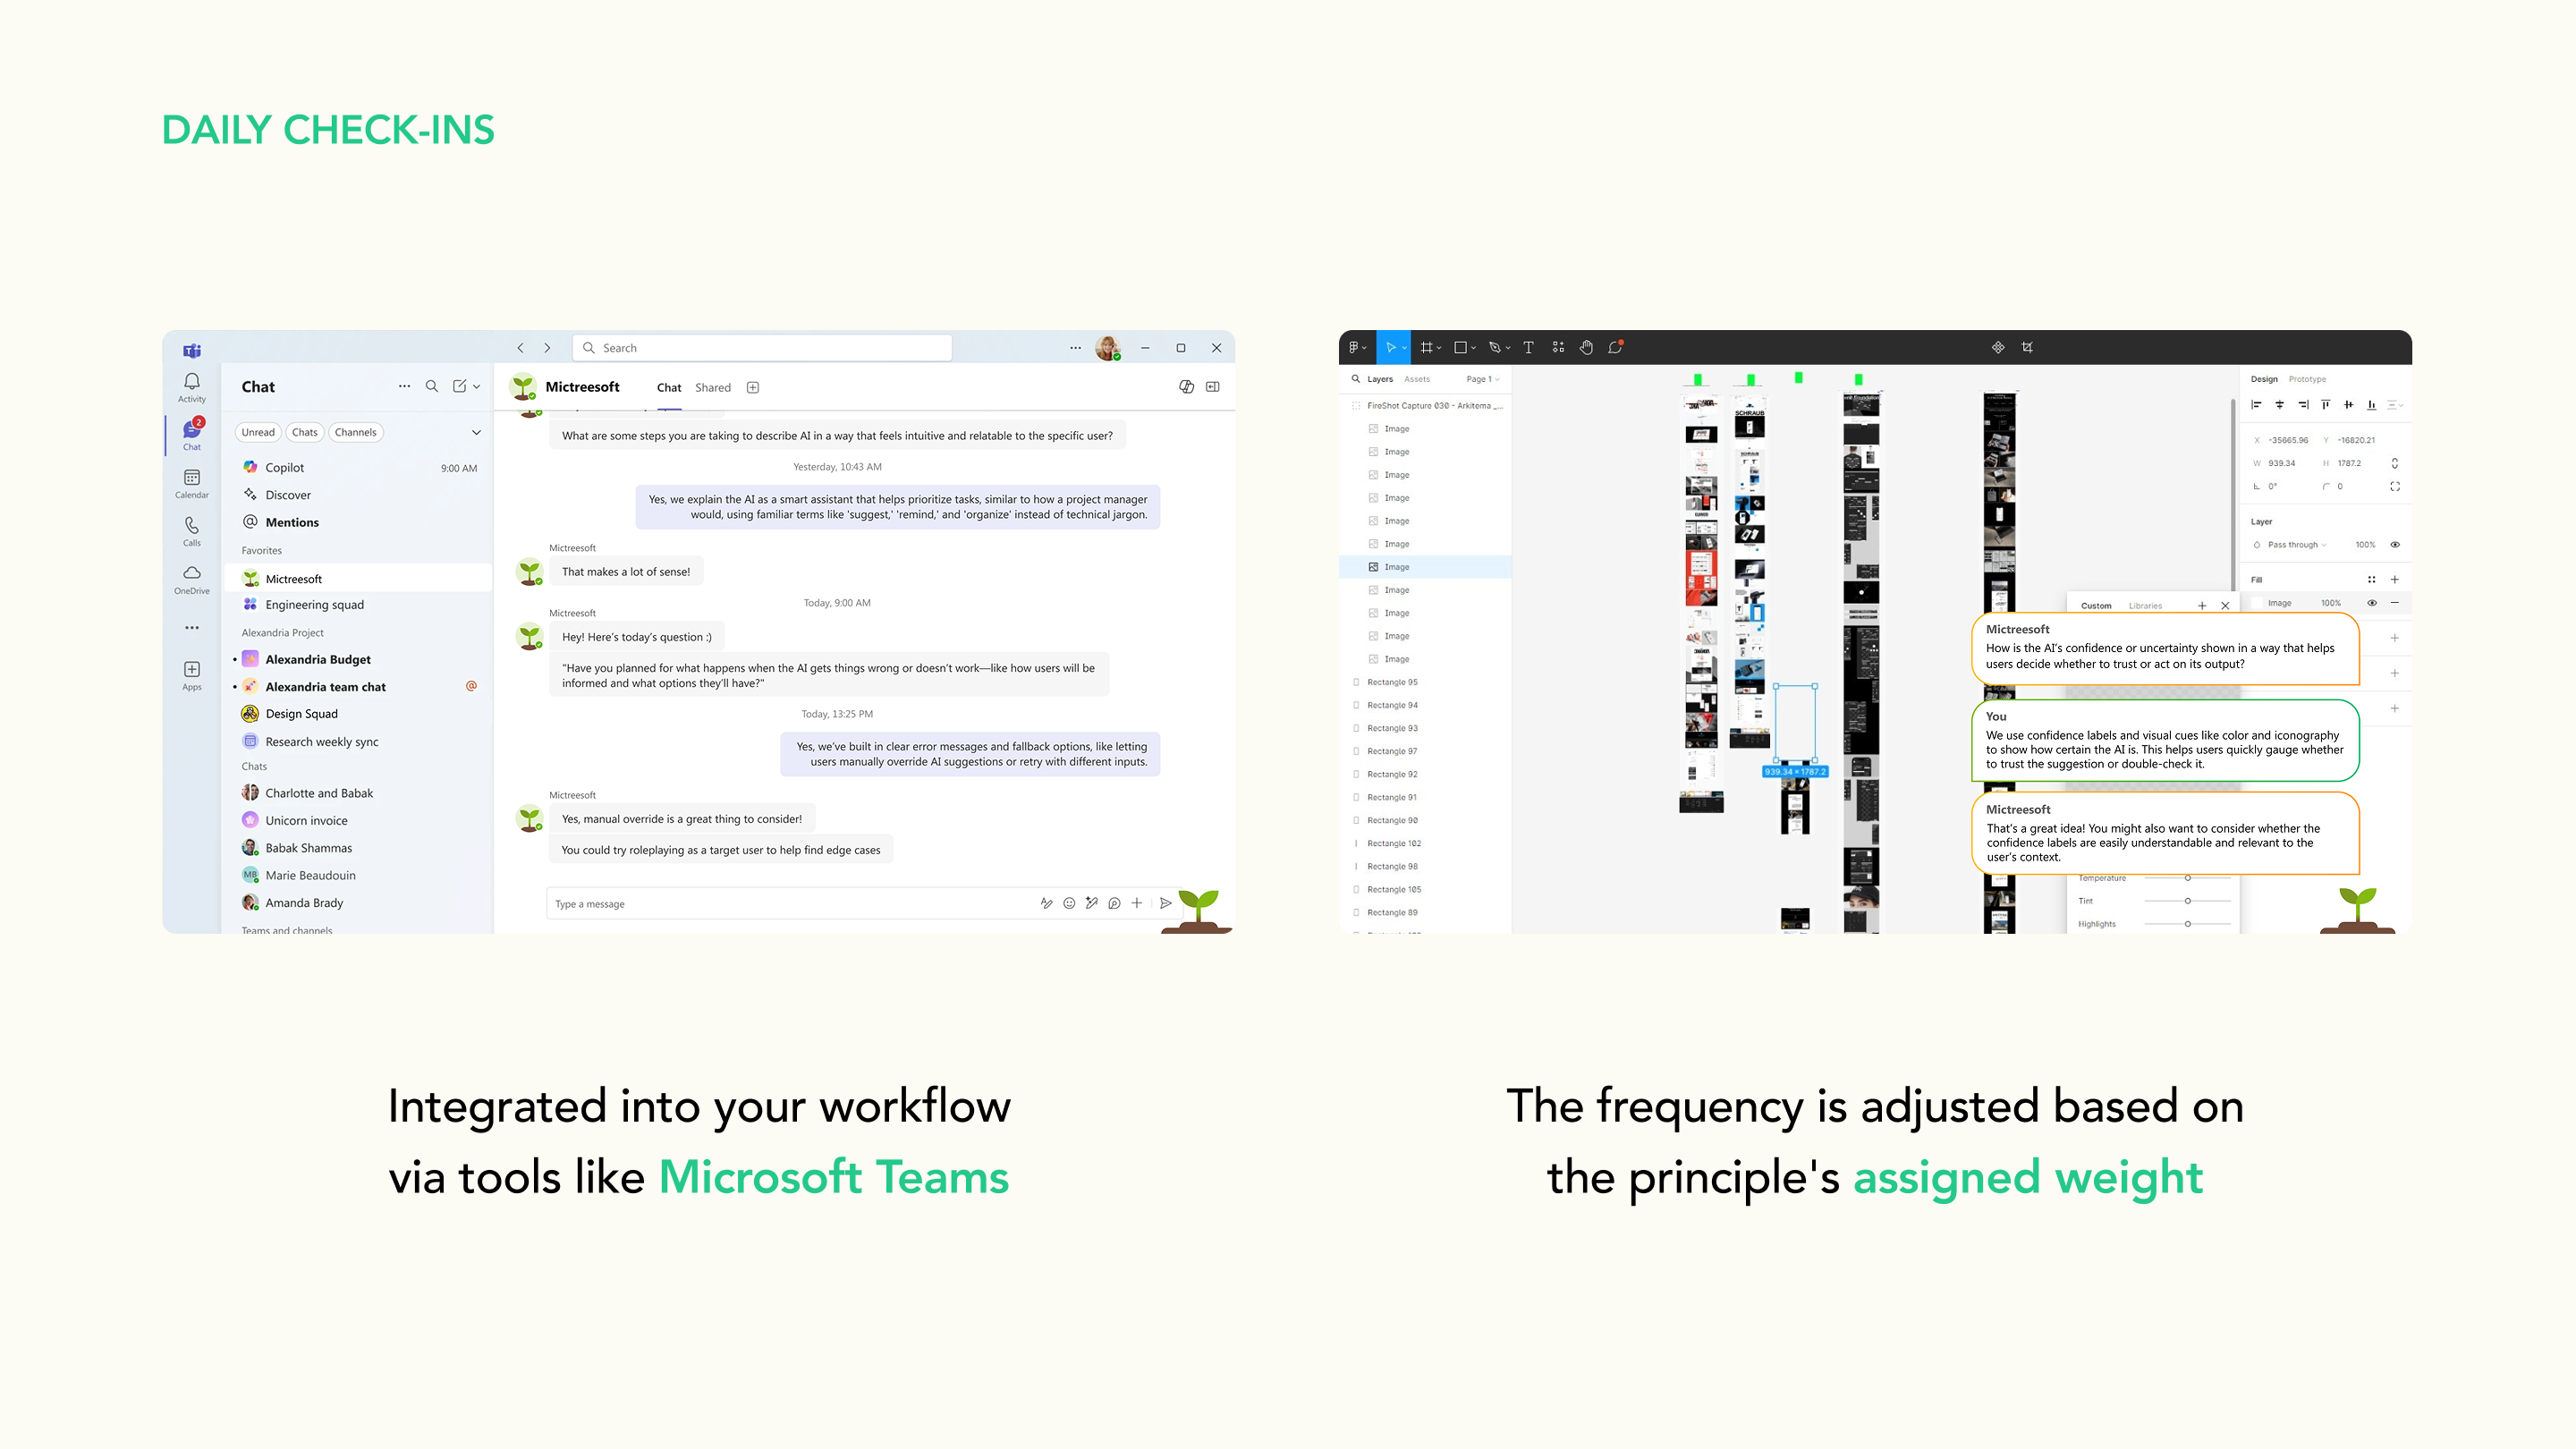 DAILY CHECK-INS
Search
Activity
2
Chat
Calendar
Calls
OneDrive
Apps
Chat
Unread
Chats
Channels
Copilot
9:00 AM
Discover
Mentions
Favorites
Mictreesoft
Engineering squad
Alexandria Project
Alexandria Budget
Alexandria team chat
Design Squad
Research weekly sync
Chats
Charlotte and Babak
Unicorn invoice
Babak Shammas
MB
Marie Beaudouin
Amanda Brady
Teams and channels
Mictreesoft
Chat
Shared
What are some steps you are taking to describe AI in a way that feels intuitive and relatable to the specific user?
Yesterday, 10:43 AM
Yes, we explain the AI as a smart assistant that helps prioritize tasks, similar to how a project manager
would, using familiar terms like 'suggest,' 'remind,' and 'organize' instead of technical jargon.
Mictreesoft
That makes a lot of sense!
Today, 9:00 AM
Mictreesoft
Hey! Here's today's question :)
"Have you planned for what happens when the AI gets things wrong or doesn't work—like how users will be
informed and what options they'll have?"
Today, 13:25 PM
Yes, we've built in clear error messages and fallback options, like letting
users manually override AI suggestions or retry with different inputs.
Mictreesoft
Yes, manual override is a great thing to consider!
You could try roleplaying as a target user to help find edge cases
Type a message
Layers
Assets
Page 1
FireShot Capture 030 - Arkitema _...
Image
Image
Image
Image
Image
Image
Image
Image
Image
Image
Image
Rectangle 95
Rectangle 94
Rectangle 93
Rectangle 97
Rectangle 92
Rectangle 91
Rectangle 90
Rectangle 102
Rectangle 98
Rectangle 105
Rectangle 89
SCHRAUB
939.34 × 1787.2
Design
Prototype
X -35665.96
Y -16820.21
W 939.34
H 1787.2
0°
0
Layer
Pass through
100%
Fill
Image
100%
Custom
Libraries
Mictreesoft
How is the AI's confidence or uncertainty shown in a way that helps
users decide whether to trust or act on its output?
You
We use confidence labels and visual cues like color and iconography
to show how certain the AI is. This helps users quickly gauge whether
to trust the suggestion or double-check it.
Mictreesoft
That's a great idea! You might also want to consider whether the
confidence labels are easily understandable and relevant to the
user's context.
Temperature
Tint
Highlights
Integrated into your workflow
via tools like Microsoft Teams
The frequency is adjusted based on
the principle's assigned weight